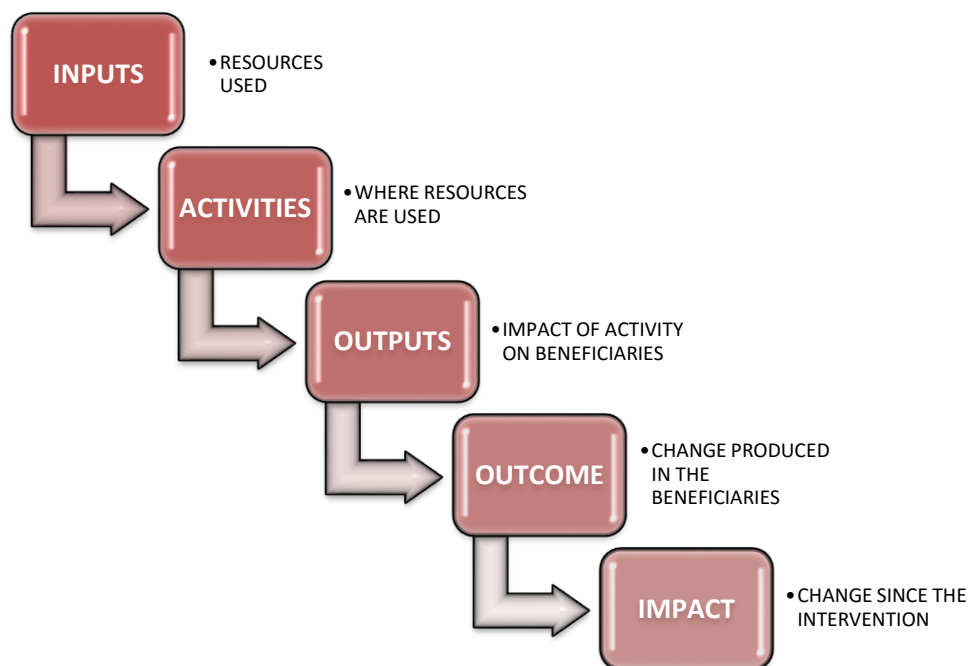 INPUTS
•RESOURCES
USED
ACTIVITIES
•WHERE RESOURCES
ARE USED
OUTPUTS
•IMPACT OF ACTIVITY
ON BENEFICIARIES
OUTCOME
•CHANGE PRODUCED
IN THE
BENEFICIARIES
IMPACT
•CHANGE SINCE THE
INTERVENTION